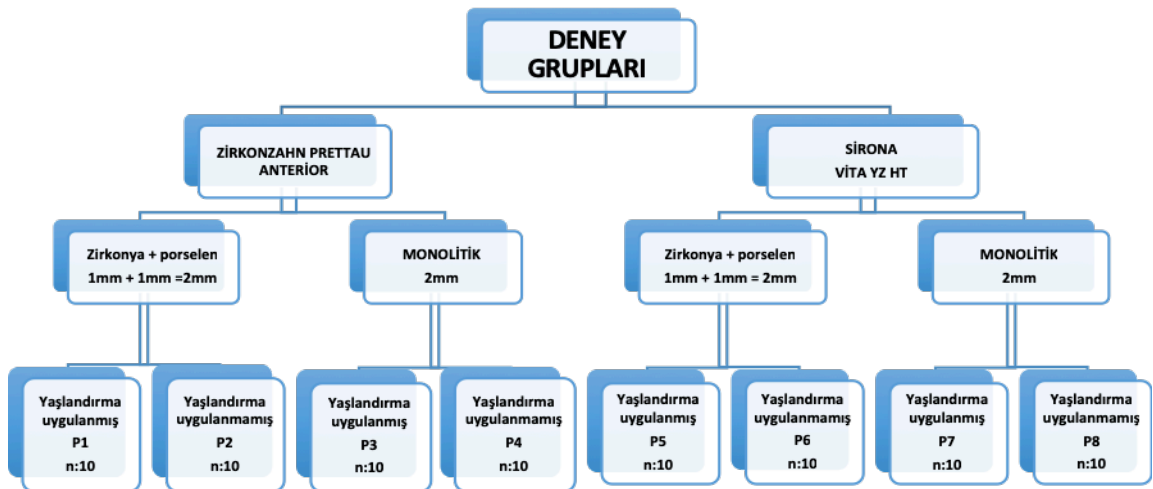 DENEY
GRUPLARI
ZİRKONZAHN PRETTAU
ANTERİOR
SİRONA
VİTA YZ HT
Zirkonya + porselen
1mm + 1mm =2mm
MONOLİTİK
2mm
Zirkonya + porselen
1mm + 1mm = 2mm
MONOLİTİK
2mm
Yaşlandırma
uygulanmış
P1
n:10
Yaşlandırma
uygulanmamış
P2
n:10
Yaşlandırma
uygulanmış
P3
n:10
Yaşlandırma
uygulanmamış
P4
n:10
Yaşlandırma
uygulanmış
P5
n:10
Yaşlandırma
uygulanmamış
P6
n:10
Yaşlandırma
uygulanmış
P7
n:10
Yaşlandırma
uygulanmamış
P8
n:10